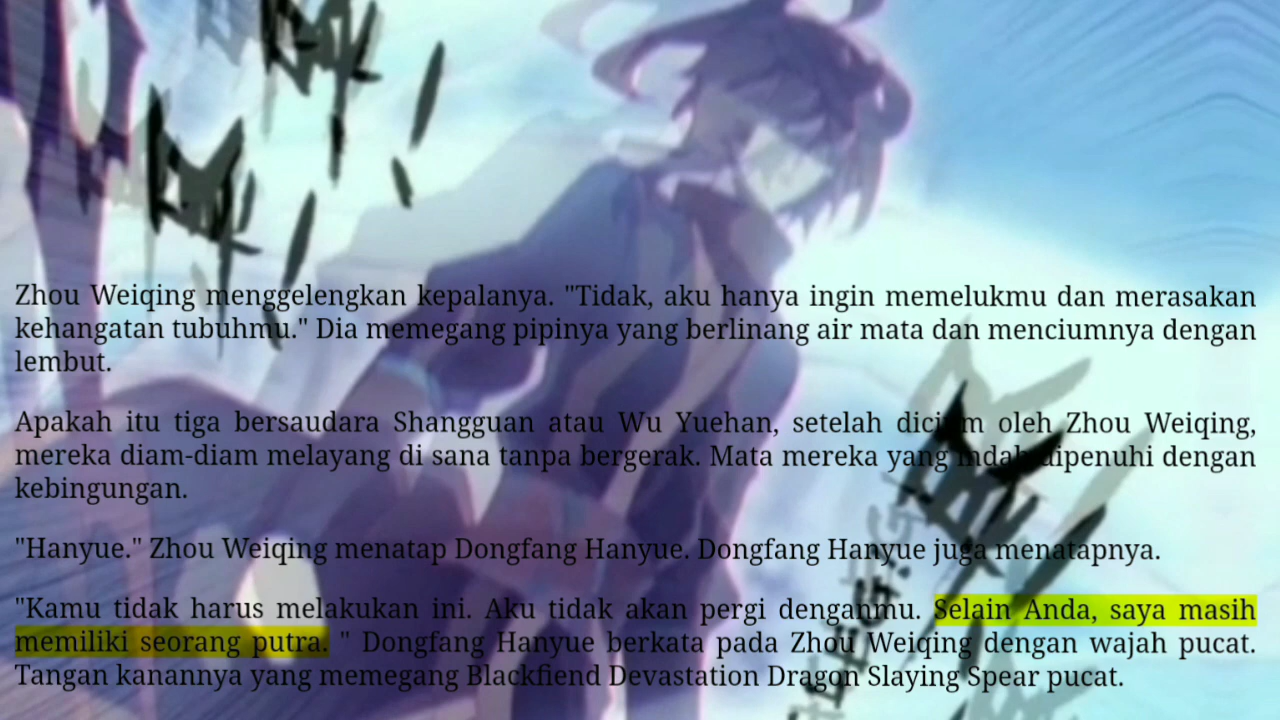 Zhou Weiqing menggelengkan kepalanya. "Tidak, aku hanya ingin memelukmu dan merasakan
kehangatan tubuhmu." Dia memegang pipinya yang berlinang air mata dan menciumnya dengan
lembut.
Apakah itu tiga bersaudara Shangguan atau Wu Yuehan, setelah dicium oleh Zhou Weiqing,
mereka diam-diam melayang di sana tanpa bergerak. Mata mereka yang indah dipenuhi dengan
kebingungan.
"Hanyue." Zhou Weiqing menatap Dongfang Hanyue. Dongfang Hanyue juga menatapnya.
"Kamu tidak harus melakukan ini. Aku tidak akan pergi denganmu. Selain Anda, saya masih
memiliki seorang putra. " Dongfang Hanyue berkata pada Zhou Weiqing dengan wajah pucat.
Tangan kanannya yang memegang Blackfiend Devastation Dragon Slaying Spear pucat.